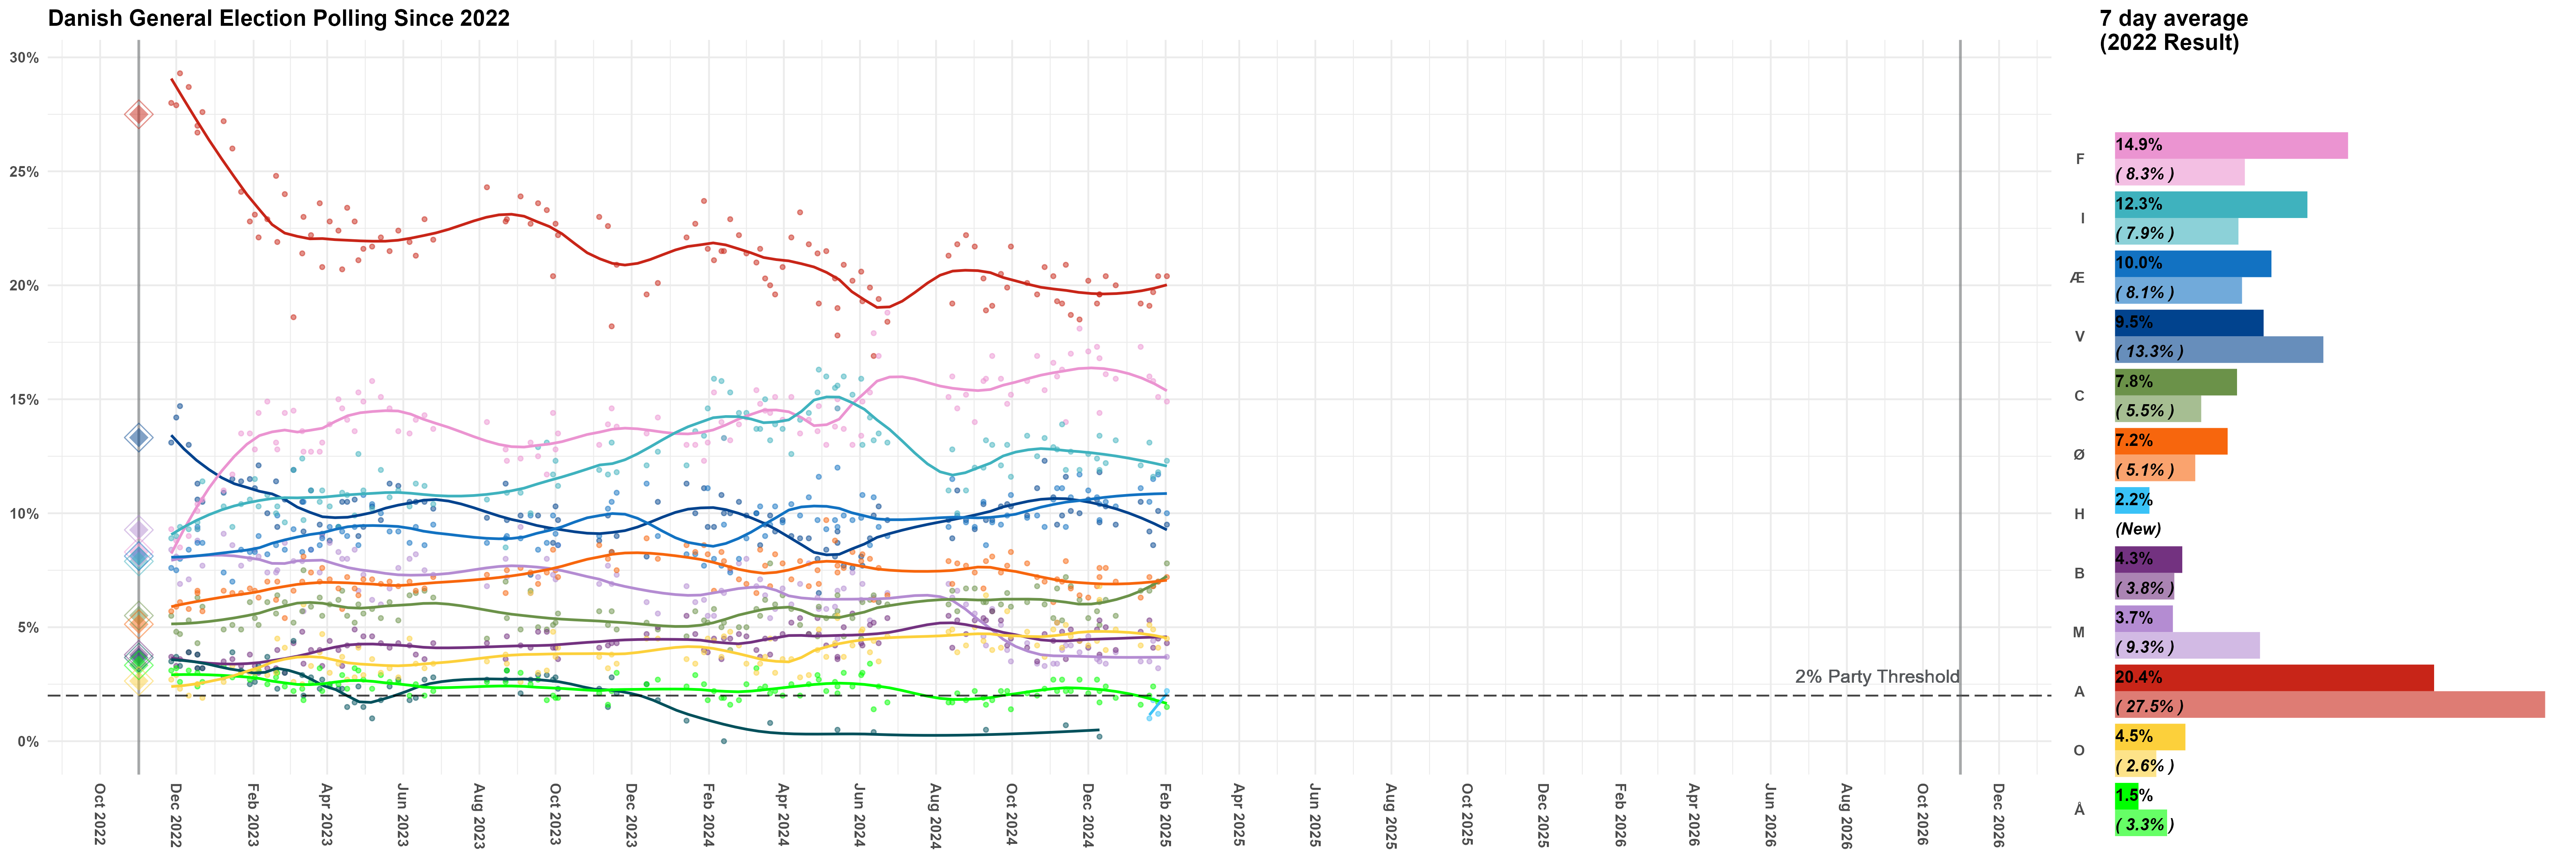 Danish General Election Polling Since 2022
7 day average
(2022 Result)
30%
25%
20%
15%
10%
5%
0%
2% Party Threshold
Oct 2022
Dec 2022
Feb 2023
Apr 2023
Jun 2023
Aug 2023
Oct 2023
Dec 2023
Feb 2024
Apr 2024
Jun 2024
Aug 2024
Oct 2024
Dec 2024
Feb 2025
Apr 2025
Jun 2025
Aug 2025
Oct 2025
Dec 2025
Feb 2026
Apr 2026
Jun 2026
Aug 2026
Oct 2026
Dec 2026
F
14.9%
( 8.3% )
I
12.3%
( 7.9% )
Æ
10.0%
( 8.1% )
V
9.5%
( 13.3% )
C
7.8%
( 5.5% )
Ø
7.2%
( 5.1% )
H
2.2%
(New)
B
4.3%
( 3.8% )
M
3.7%
( 9.3% )
A
20.4%
( 27.5% )
O
4.5%
( 2.6% )
Å
1.5%
( 3.3% )